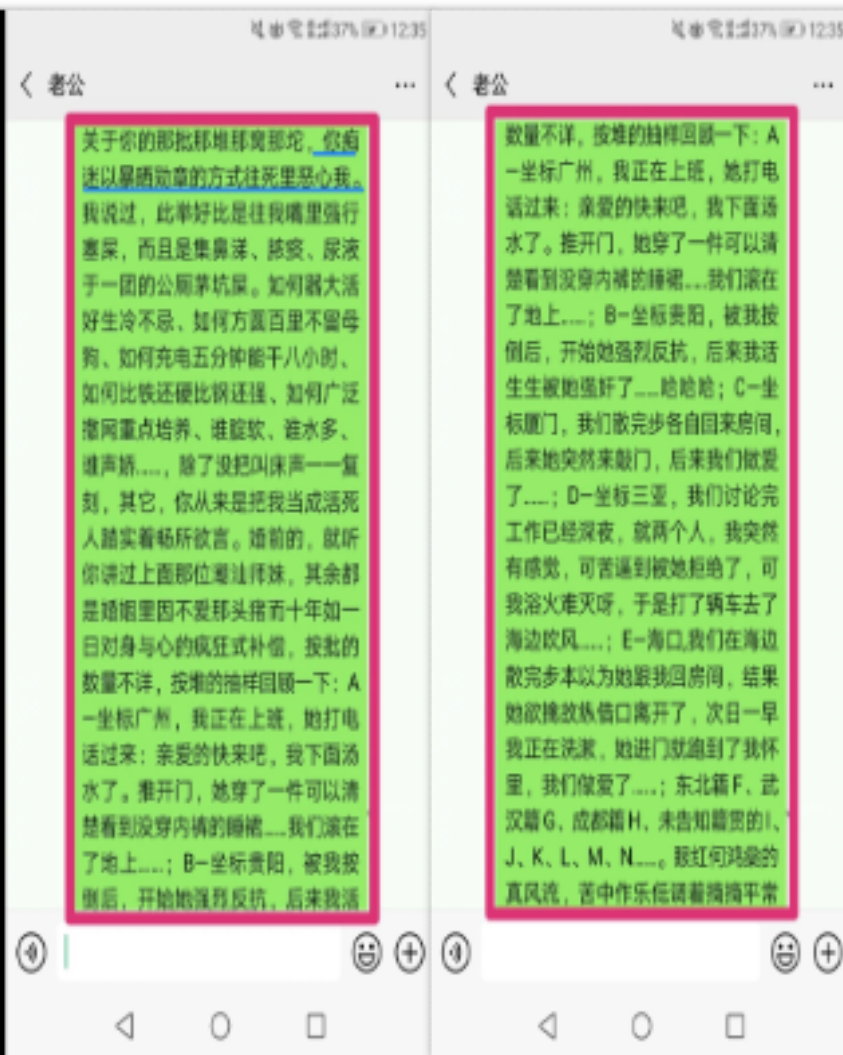 37% 12:35
老公
关于你的那批那堆那窝那坨，你痴
迷以暴晒勋章的方式往死里恶心我。
我说过，此举好比是往我嘴里强行
塞屎，而且是集鼻涕、脓痰、尿液
于一团的公厕茅坑屎。如何器大活
好生冷不忌、如何方圆百里不留母
狗、如何充电五分钟能干八小时、
如何比铁还硬比钢还强、如何广泛
撒网重点培养、谁腚软、谁水多、
谁声娇……，除了没把叫床声一一复
刻，其它，你从来是把我当成活死
人踏实着畅所欲言。婚前的，就听
你讲过上面那位潮汕师妹，其余都
是婚姻里因不爱那头猪而十年如一
日对身与心的疯狂式补偿，按批的
数量不详，按堆的抽样回顾一下：A
—坐标广州，我正在上班，她打电
话过来：亲爱的快来吧，我下面汤
水了。推开门，她穿了一件可以清
楚看到没穿内裤的睡裙……我们滚在
了地上……；B—坐标贵阳，被我按
倒后，开始她强烈反抗，后来我活
37% 12:35
老公
数量不详，按堆的抽样回顾一下：A
—坐标广州，我正在上班，她打电
话过来：亲爱的快来吧，我下面汤
水了。推开门，她穿了一件可以清
楚看到没穿内裤的睡裙……我们滚在
了地上……；B—坐标贵阳，被我按
倒后，开始她强烈反抗，后来我活
生生被她强奸了……哈哈哈；C—坐
标厦门，我们散完步各自回来房间，
后来她突然来敲门，后来我们做爱
了……；D—坐标三亚，我们讨论完
工作已经深夜，就两个人，我突然
有感觉，可苦逼到被她拒绝了，可
我浴火难灭呀，于是打了辆车去了
海边吹风……；E—海口,我们在海边
散完步本以为她跟我回房间，结果
她欲擒故纵借口离开了，次日一早
我正在洗漱，她进门就跑到了我怀
里，我们做爱了……；东北籍F、武
汉籍G，成都籍H，未告知籍贯的I、
J、K、L、M、N……。跟红何鸿燊的
真风流，苦中作乐低调着摘摘平常